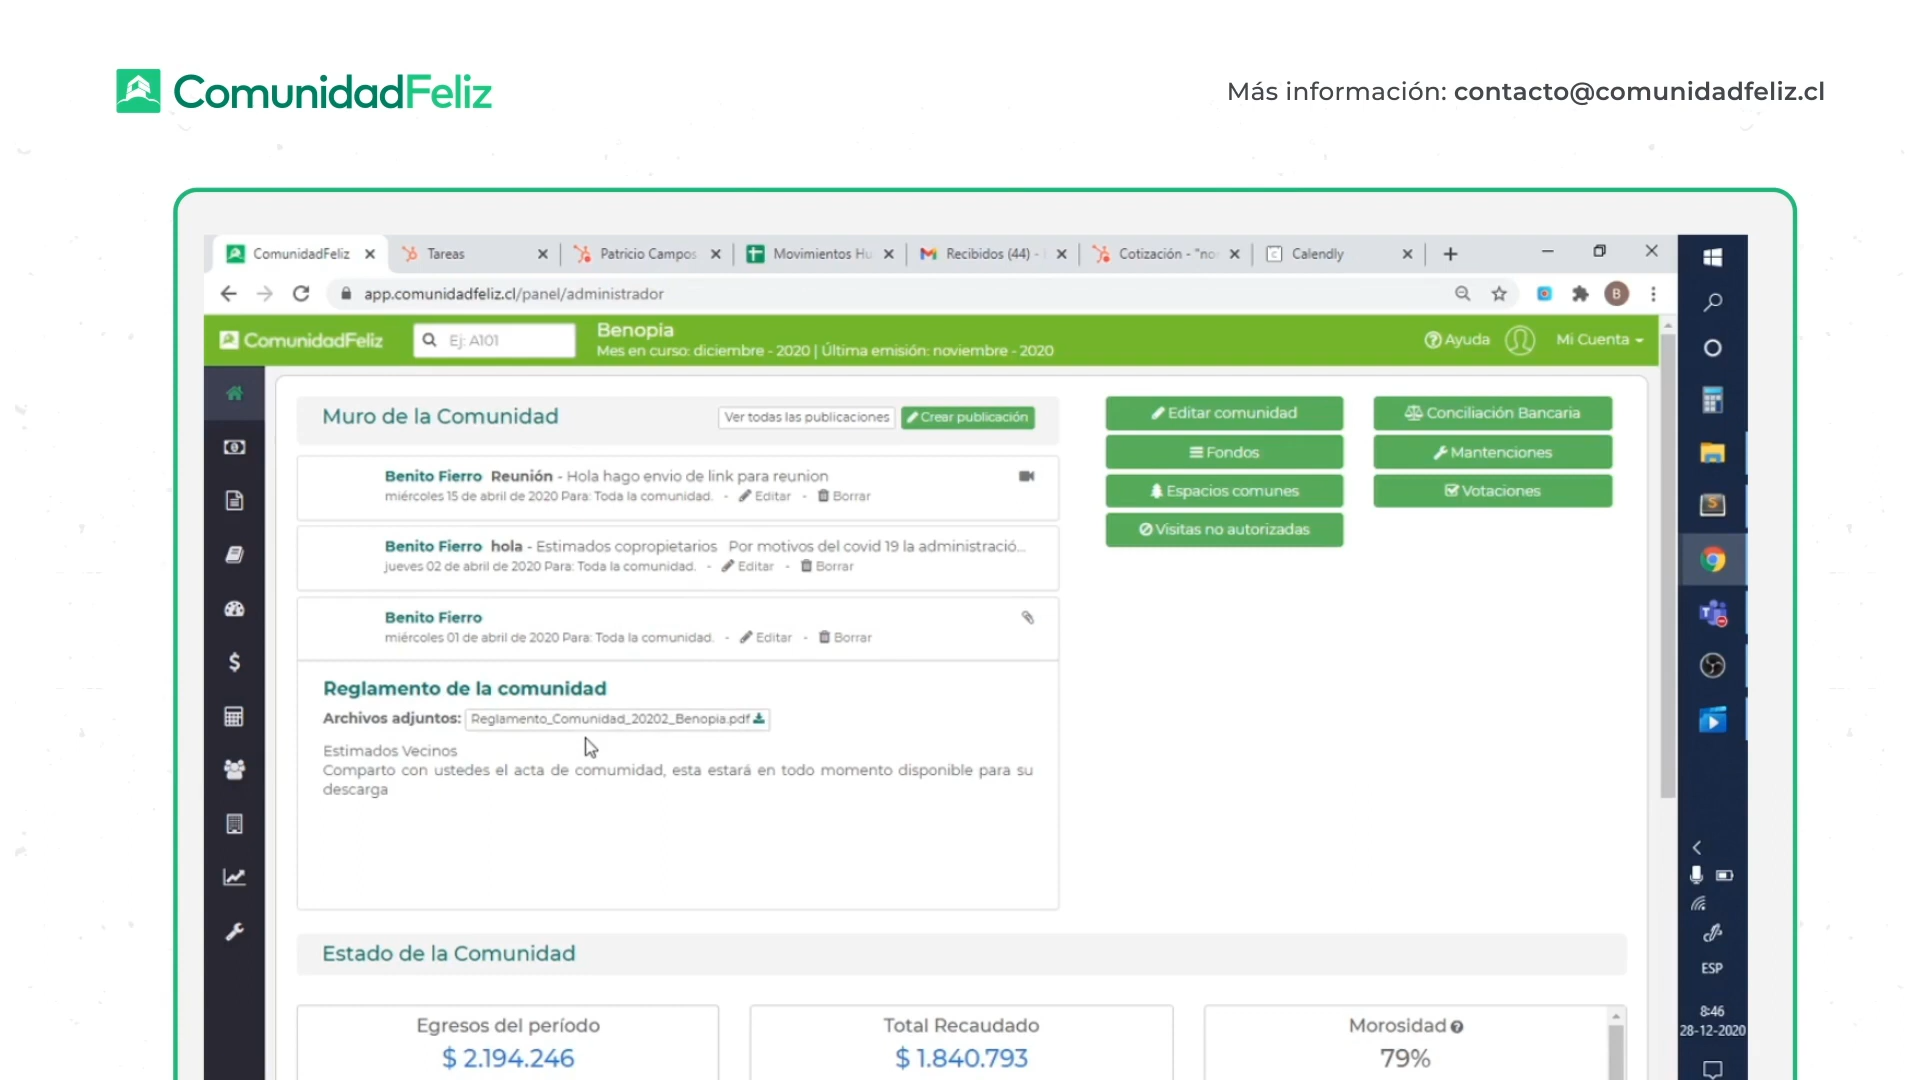 ComunidadFeliz
Más información: contacto@comunidadfeliz.cl
ComunidadFeliz
Tareas
Patricio Campos
Movimientos Hu
Recibidos (44) -
Cotización - "no
Calendly
app.comunidadfeliz.cl/panel/administrador
B
ComunidadFeliz
Ej: A101
Benopia
Mes en curso: diciembre - 2020 | Última emisión: noviembre - 2020
Ayuda
Mi Cuenta
Muro de la Comunidad
Ver todas las publicaciones
Crear publicación
Benito Fierro Reunión - Hola hago envio de link para reunion
miércoles 15 de abril de 2020 Para: Toda la comunidad. - Editar - Borrar
Benito Fierro hola - Estimados copropietarios Por motivos del covid 19 la administració...
jueves 02 de abril de 2020 Para: Toda la comunidad. - Editar - Borrar
Benito Fierro
miércoles 01 de abril de 2020 Para: Toda la comunidad. - Editar - Borrar
Reglamento de la comunidad
Archivos adjuntos: Reglamento_Comunidad_20202_Benopia.pdf
Estimados Vecinos
Comparto con ustedes el acta de comumidad, esta estará en todo momento disponible para su
descarga
Editar comunidad
Conciliación Bancaria
Fondos
Mantenciones
Espacios comunes
Votaciones
Visitas no autorizadas
Estado de la Comunidad
Egresos del período
$ 2.194.246
Total Recaudado
$ 1.840.793
Morosidad
79%
ESP
8:46
28-12-2020